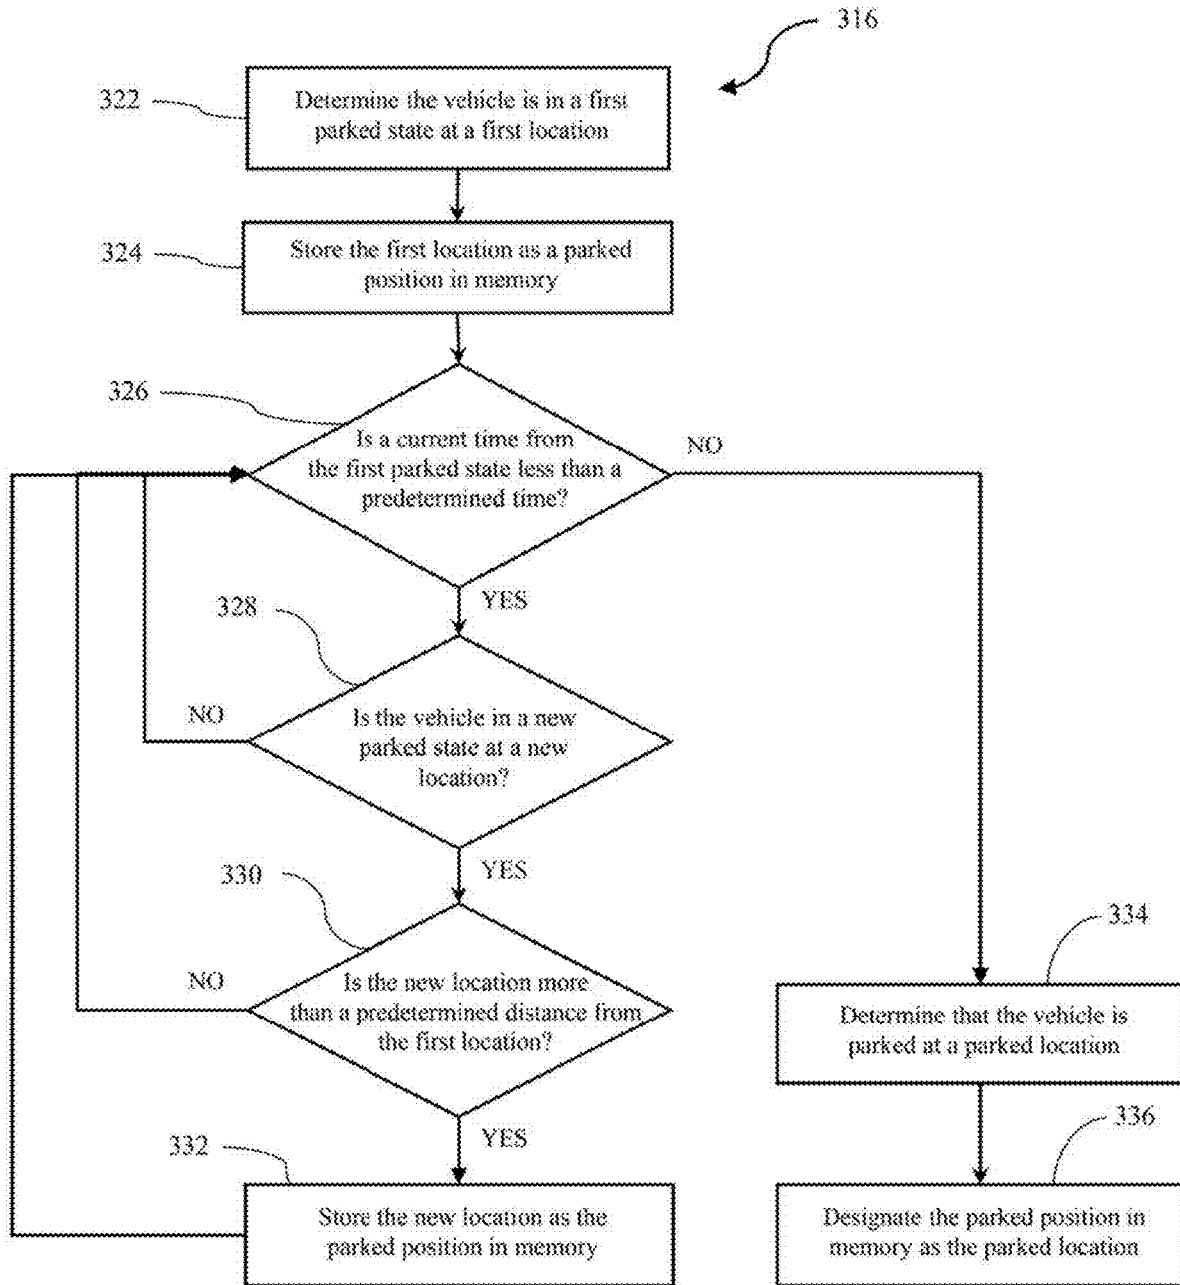 316
322
Determine the vehicle is in a first
parked state at a first location
324
Store the first location as a parked
position in memory
326
Is a current time from
the first parked state less than a
predetermined time?
NO
YES
328
Is the vehicle in a new
parked state at a new
location?
NO
YES
330
Is the new location more
than a predetermined distance from
the first location?
NO
YES
332
Store the new location as the
parked position in memory
334
Determine that the vehicle is
parked at a parked location
336
Designate the parked position in
memory as the parked location